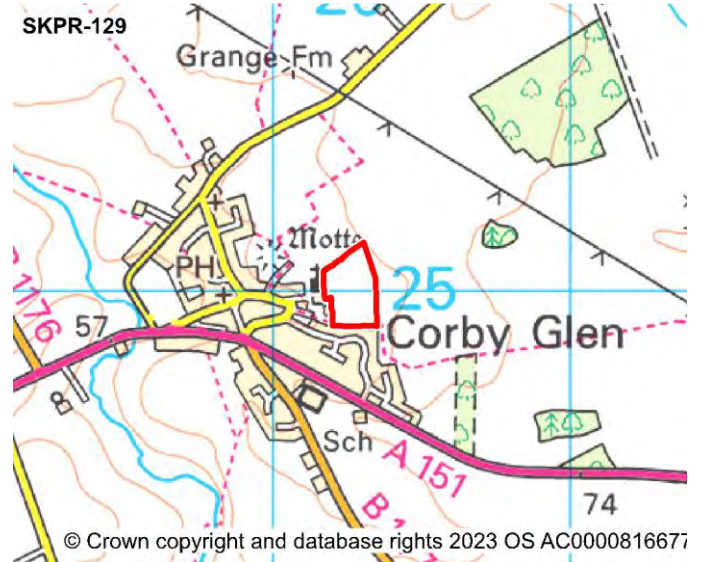 SKPR-129
Grange Fm
Motte
PH
25
Corby Glen
57
Sch
A 151
74
© Crown copyright and database rights 2023 OS AC0000816677